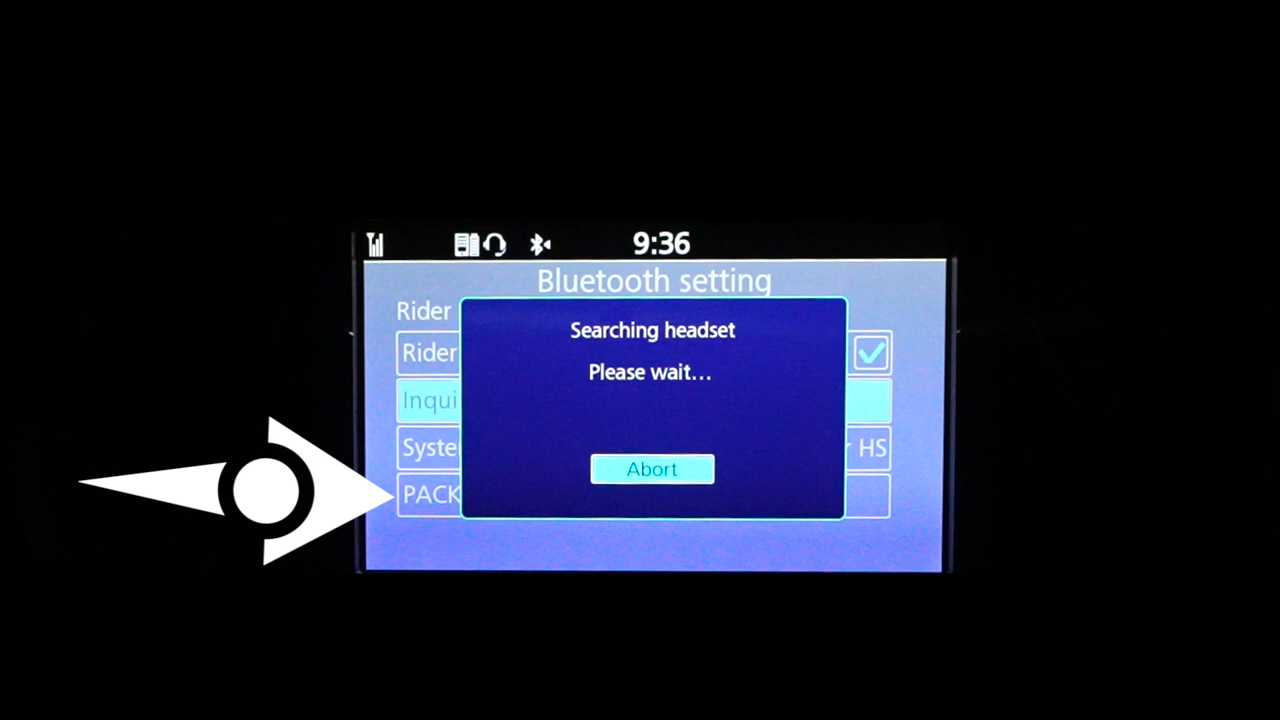 9:36
Bluetooth setting
Rider
Rider
Inqui
Syste
HS
PACK
Searching headset
Please wait...
Abort